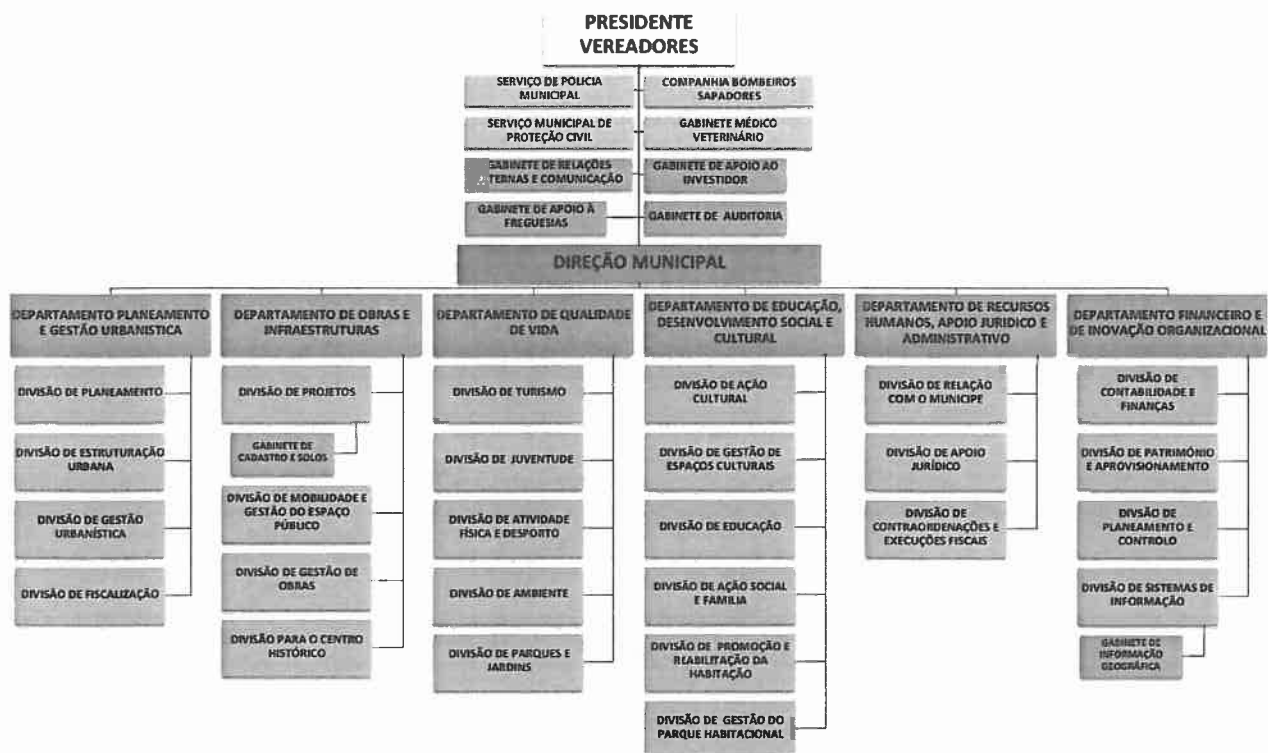 PRESIDENTE
VEREADORES
SERVIÇO DE POLICIA
MUNICIPAL
COMPANHIA BOMBEIROS
SAPADORES
SERVIÇO MUNICIPAL DE
PROTEÇÃO CIVIL
GABINETE MÉDICO
VETERINÁRIO
GABINETE DE RELAÇÕES
TERNAS E COMUNICAÇÃO
GABINETE DE APOIO AO
INVESTIDOR
GABINETE DE APOIO À
FREGUESIAS
GABINETE DE AUDITORIA
DIREÇÃO MUNICIPAL
DEPARTAMENTO PLANEAMENTO
E GESTÃO URBANISTICA
DIVISÃO DE PLANEAMENTO
DIVISÃO DE ESTRUTURAÇÃO
URBANA
DIVISÃO DE GESTÃO
URBANÍSTICA
DIVISÃO DE FISCALIZAÇÃO
DEPARTAMENTO DE OBRAS E
INFRAESTRUTURAS
DIVISÃO DE PROJETOS
GABINETE DE
CADASTRO E SOLOS
DIVISÃO DE MOBILIDADE E
GESTÃO DO ESPAÇO
PÚBLICO
DIVISÃO DE GESTÃO DE
OBRAS
DIVISÃO PARA O CENTRO
HISTÓRICO
DEPARTAMENTO DE QUALIDADE
DE VIDA
DIVISÃO DE TURISMO
DIVISÃO DE JUVENTUDE
DIVISÃO DE ATIVIDADE
FÍSICA E DESPORTO
DIVISÃO DE AMBIENTE
DIVISÃO DE PARQUES E
JARDINS
DEPARTAMENTO DE EDUCAÇÃO,
DESENVOLVIMENTO SOCIAL E
CULTURAL
DIVISÃO DE AÇÃO
CULTURAL
DIVISÃO DE GESTÃO DE
ESPAÇOS CULTURAIS
DIVISÃO DE EDUCAÇÃO
DIVISÃO DE AÇÃO SOCIAL
E FAMILIA
DIVISÃO DE PROMOÇÃO E
REABILITAÇÃO DA
HABITAÇÃO
DIVISÃO DE GESTÃO DO
PARQUE HABITACIONAL
DEPARTAMENTO DE RECURSOS
HUMANOS, APOIO JURIDICO E
ADMINISTRATIVO
DIVISÃO DE RELAÇÃO
COM O MUNICIPE
DIVISÃO DE APOIO
JURÍDICO
DIVISÃO DE
CONTRAORDENAÇÕES E
EXECUÇÕES FISCAIS
DEPARTAMENTO FINANCEIRO E
DE INOVAÇÃO ORGANIZACIONAL
DIVISÃO DE
CONTABILIDADE E
FINANÇAS
DIVISÃO DE PATRIMÓNIO
E APROVISIONAMENTO
DIVISÃO DE
PLANEAMENTO E
CONTROLO
DIVISÃO DE SISTEMAS DE
INFORMAÇÃO
GABINETE DE
INFORMAÇÃO
GEOGRÁFICA